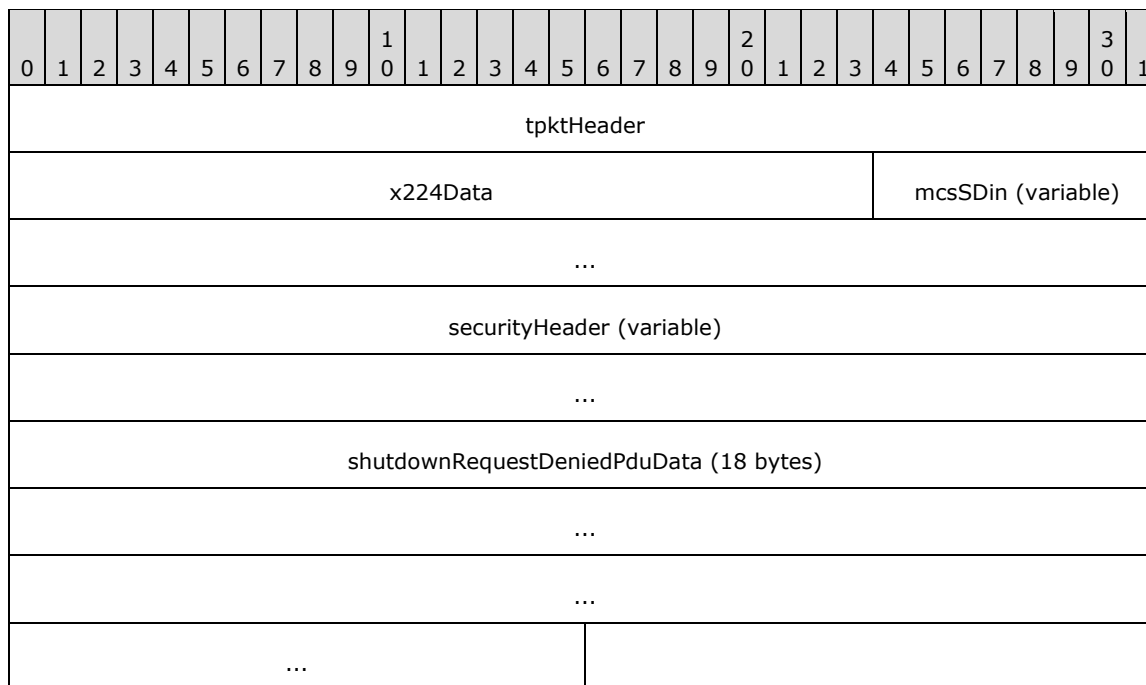 1 2 3
0 1 2 3 4 5 6 7 8 9 0 1 2 3 4 5 6 7 8 9 0 1 2 3 4 5 6 7 8 9 0 1
tpktHeader
x224Data mcsSDin (variable)
...
securityHeader (variable)
...
shutdownRequestDeniedPduData (18 bytes)
...
...
...